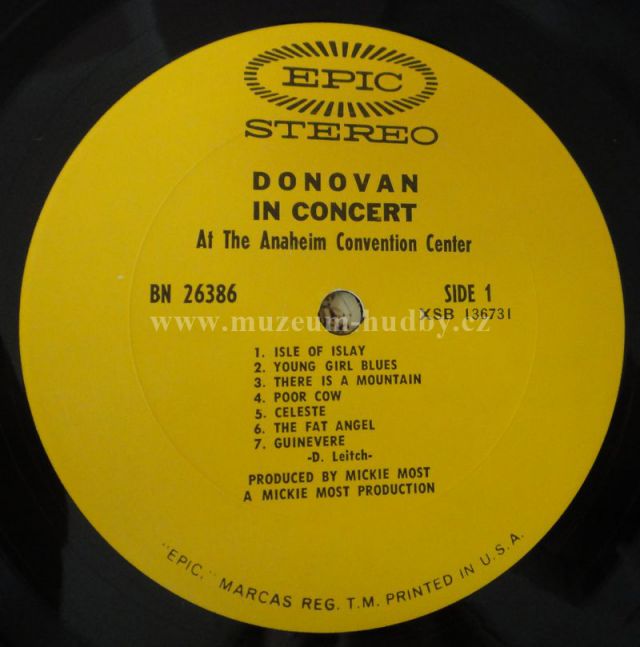 EPIC
STEREO
DONOVAN
IN CONCERT
At The Anaheim Convention Center
BN 26386
SIDE 1
XSB 136731
www.muzeum-hudby.cz
1. ISLE OF ISLAY
2. YOUNG GIRL BLUES
3. THERE IS A MOUNTAIN
4. POOR COW
5. CELESTE
6. THE FAT ANGEL
7. GUINEVERE
-D. Leitch-
PRODUCED BY MICKIE MOST
A MICKIE MOST PRODUCTION
"EPIC," MARCAS REG. T.M. PRINTED IN U.S.A.